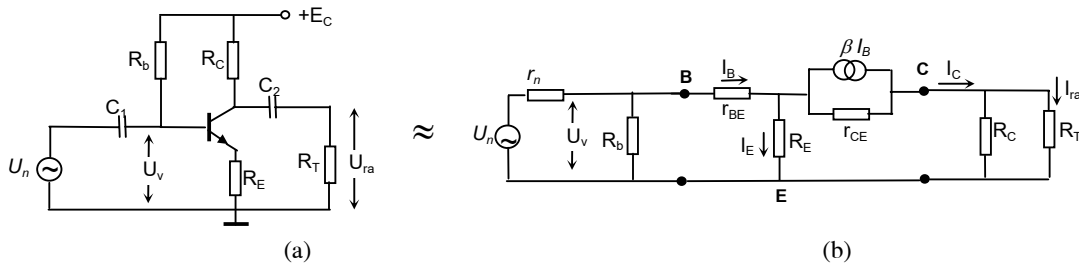 +E_C
R_b
R_C
C_1
C_2
U_n
U_v
R_E
R_T
U_ra
(a)
≈
β I_B
B
I_B
C
I_C
r_n
r_BE
r_CE
I_ra
U_n
U_v
R_b
I_E
R_E
R_C
R_T
E
(b)